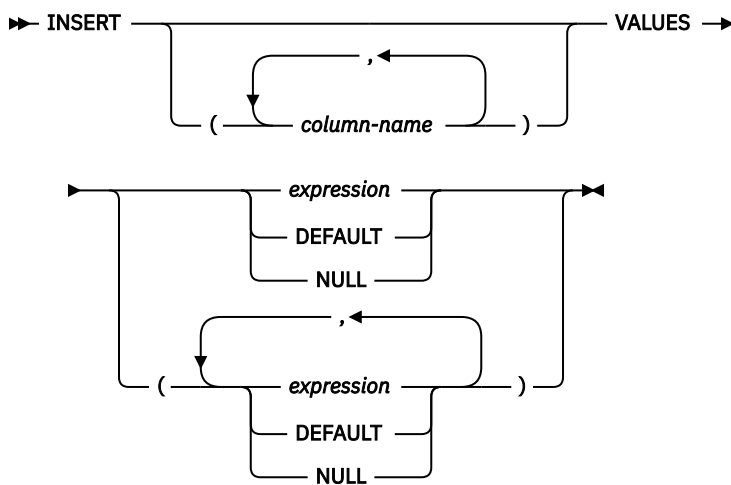 INSERT VALUES
,
( column-name )
expression
DEFAULT
NULL
,
( expression )
DEFAULT
NULL